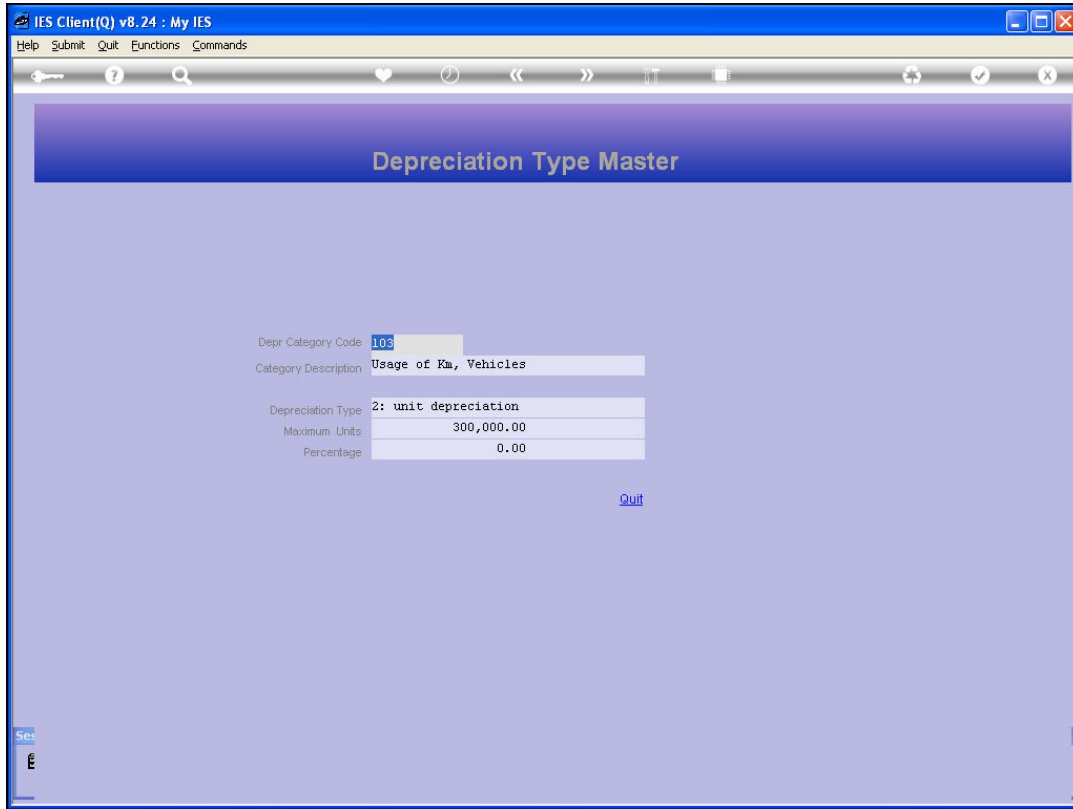 IES Client(Q) v8.24 : My IES
Help Submit Quit Functions Commands
Depreciation Type Master
Depr Category Code 103
Category Description Usage of Km, Vehicles
Depreciation Type 2: unit depreciation
Maximum Units 300,000.00
Percentage 0.00
Quit
Ses